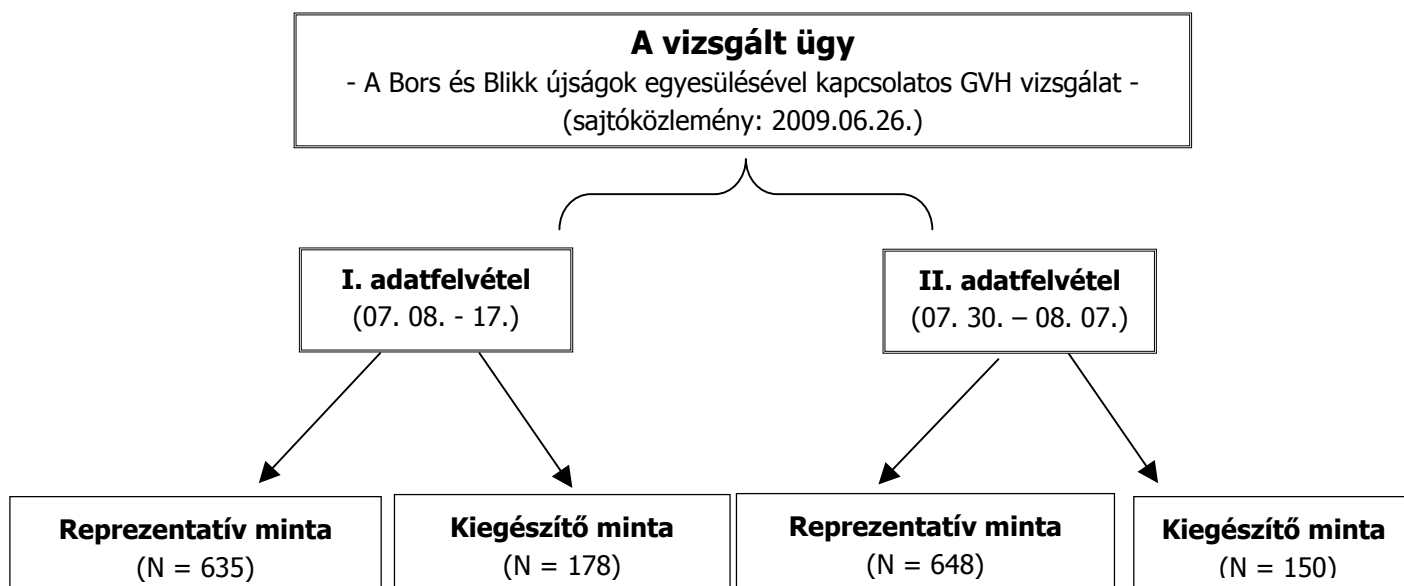 A vizsgált ügy
- A Bors és Blikk újságok egyesülésével kapcsolatos GVH vizsgálat -
(sajtóközlemény: 2009.06.26.)
I. adatfelvétel
(07. 08. - 17.)
II. adatfelvétel
(07. 30. – 08. 07.)
Reprezentatív minta
(N = 635)
Kiegészítő minta
(N = 178)
Reprezentatív minta
(N = 648)
Kiegészítő minta
(N = 150)